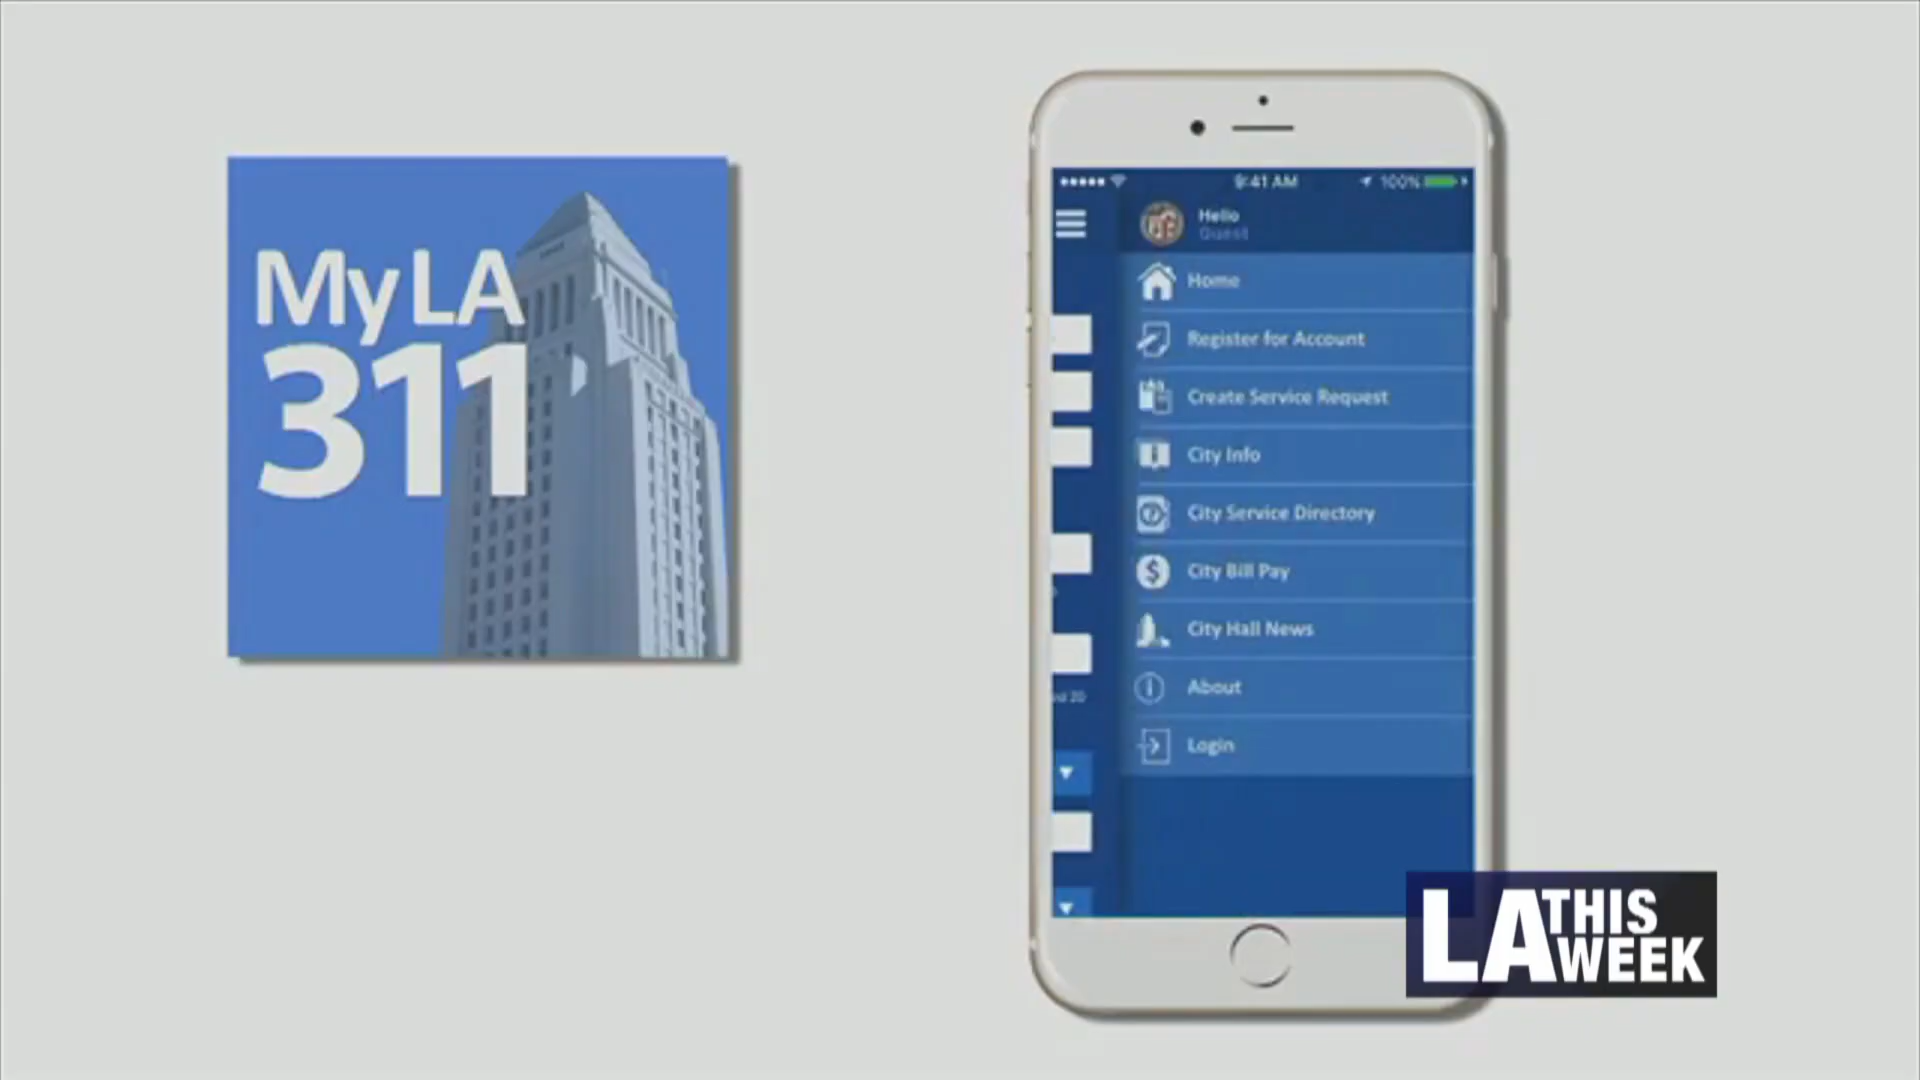 MyLA
311
9:41 AM
100%
Hello
Guest
Home
Register for Account
Create Service Request
City Info
City Service Directory
City Bill Pay
City Hall News
About
Login
LA THIS WEEK